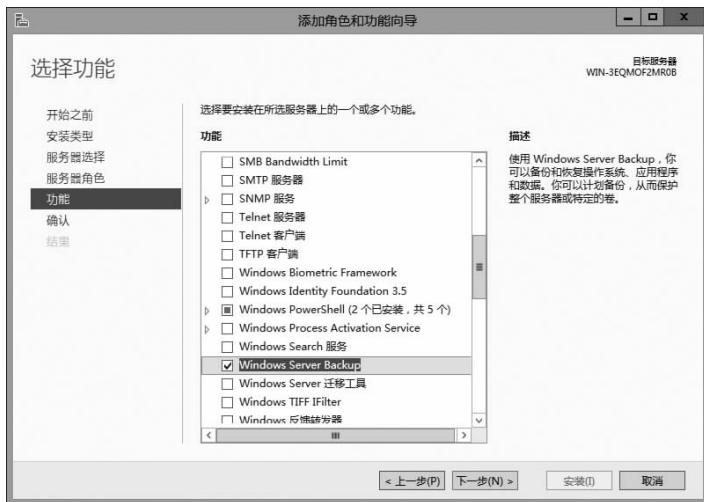 添加角色和功能向导
选择功能
目标服务器
WIN-3EQMOF2MR0B
开始之前
安装类型
服务器选择
服务器角色
功能
确认
结果
选择要安装在所选服务器上的一个或多个功能。
功能
SMB Bandwidth Limit
SMTP 服务器
SNMP 服务
Telnet 服务器
Telnet 客户端
TFTP 客户端
Windows Biometric Framework
Windows Identity Foundation 3.5
Windows PowerShell (2 个已安装，共 5 个)
Windows Process Activation Service
Windows Search 服务
Windows Server Backup
Windows Server 迁移工具
Windows TIFF IFilter
Windows 反馈转发器
描述
使用 Windows Server Backup，你
可以备份和恢复操作系统、应用程序
和数据。你可以计划备份，从而保护
整个服务器或特定的卷。
< 上一步(P)
下一步(N) >
安装(I)
取消